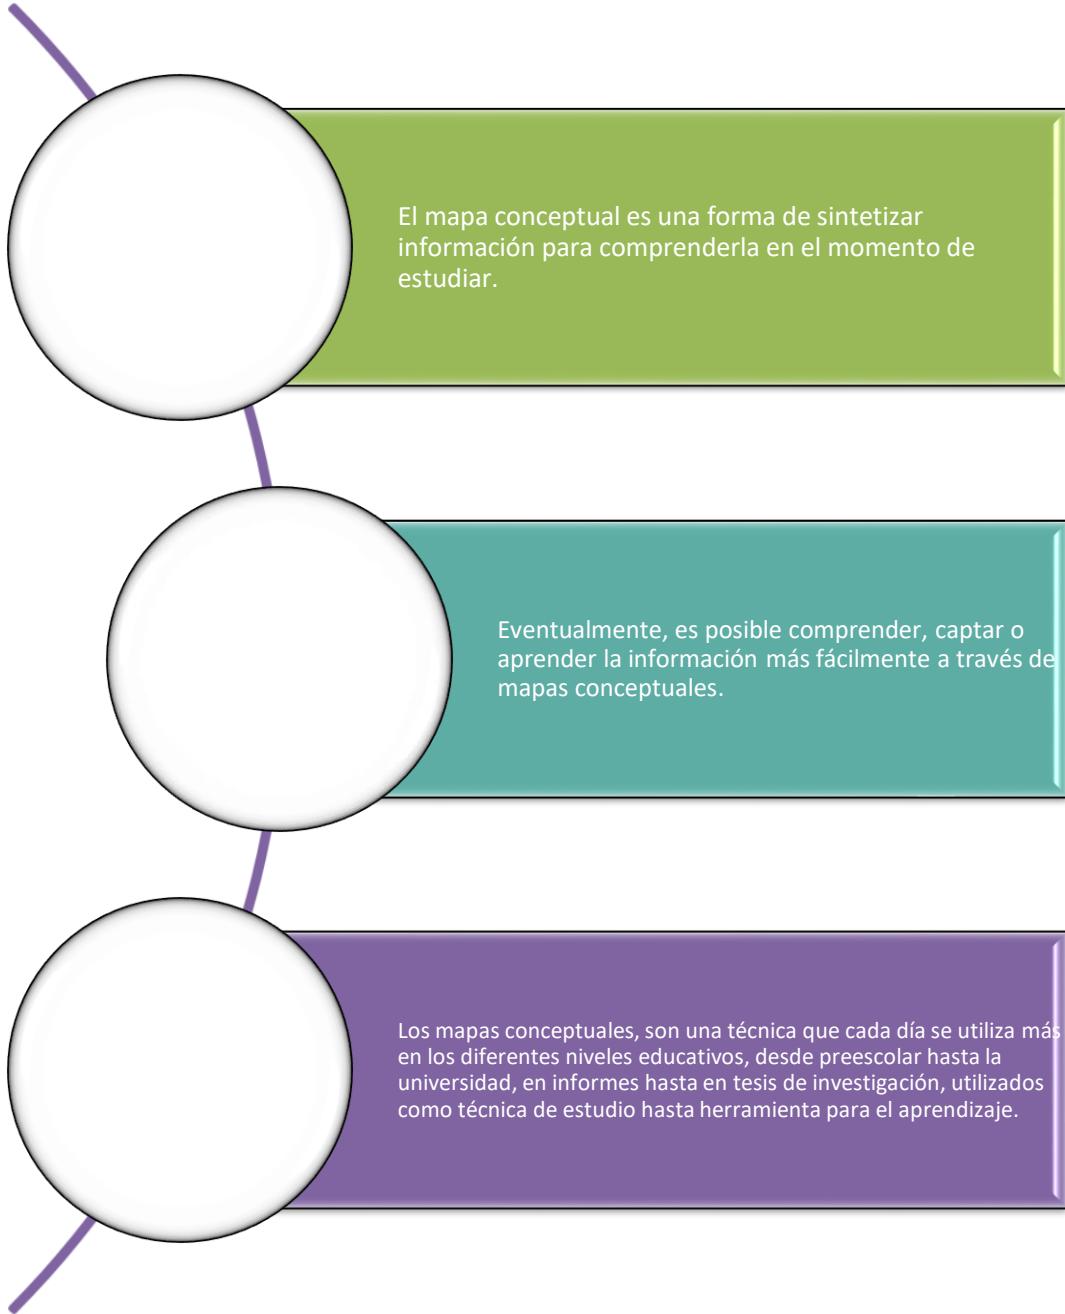 El mapa conceptual es una forma de sintetizar
información para comprenderla en el momento de
estudiar.
Eventualmente, es posible comprender, captar o
aprender la información más fácilmente a través de
mapas conceptuales.
Los mapas conceptuales, son una técnica que cada día se utiliza más
en los diferentes niveles educativos, desde preescolar hasta la
universidad, en informes hasta en tesis de investigación, utilizados
como técnica de estudio hasta herramienta para el aprendizaje.